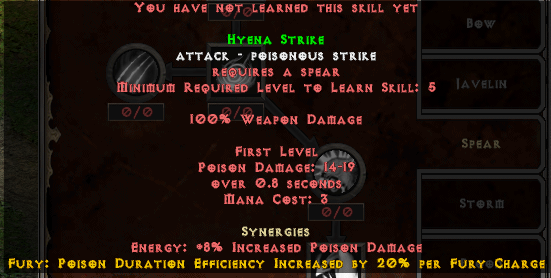 You have not learned this skill yet
0/0
Hyena Strike
attack - poisonous strike
requires a spear
Minimum Required Level to Learn Skill: 5
0/0 0/0
100% Weapon Damage
First Level
Poison Damage: 14-19
over 0.8 seconds
Mana Cost: 3
0/0
Synergies
Energy: +8% Increased Poison Damage
Fury: Poison Duration Efficiency Increased by 20% per Fury Charge
Bow
Javelin
Spear
Storm